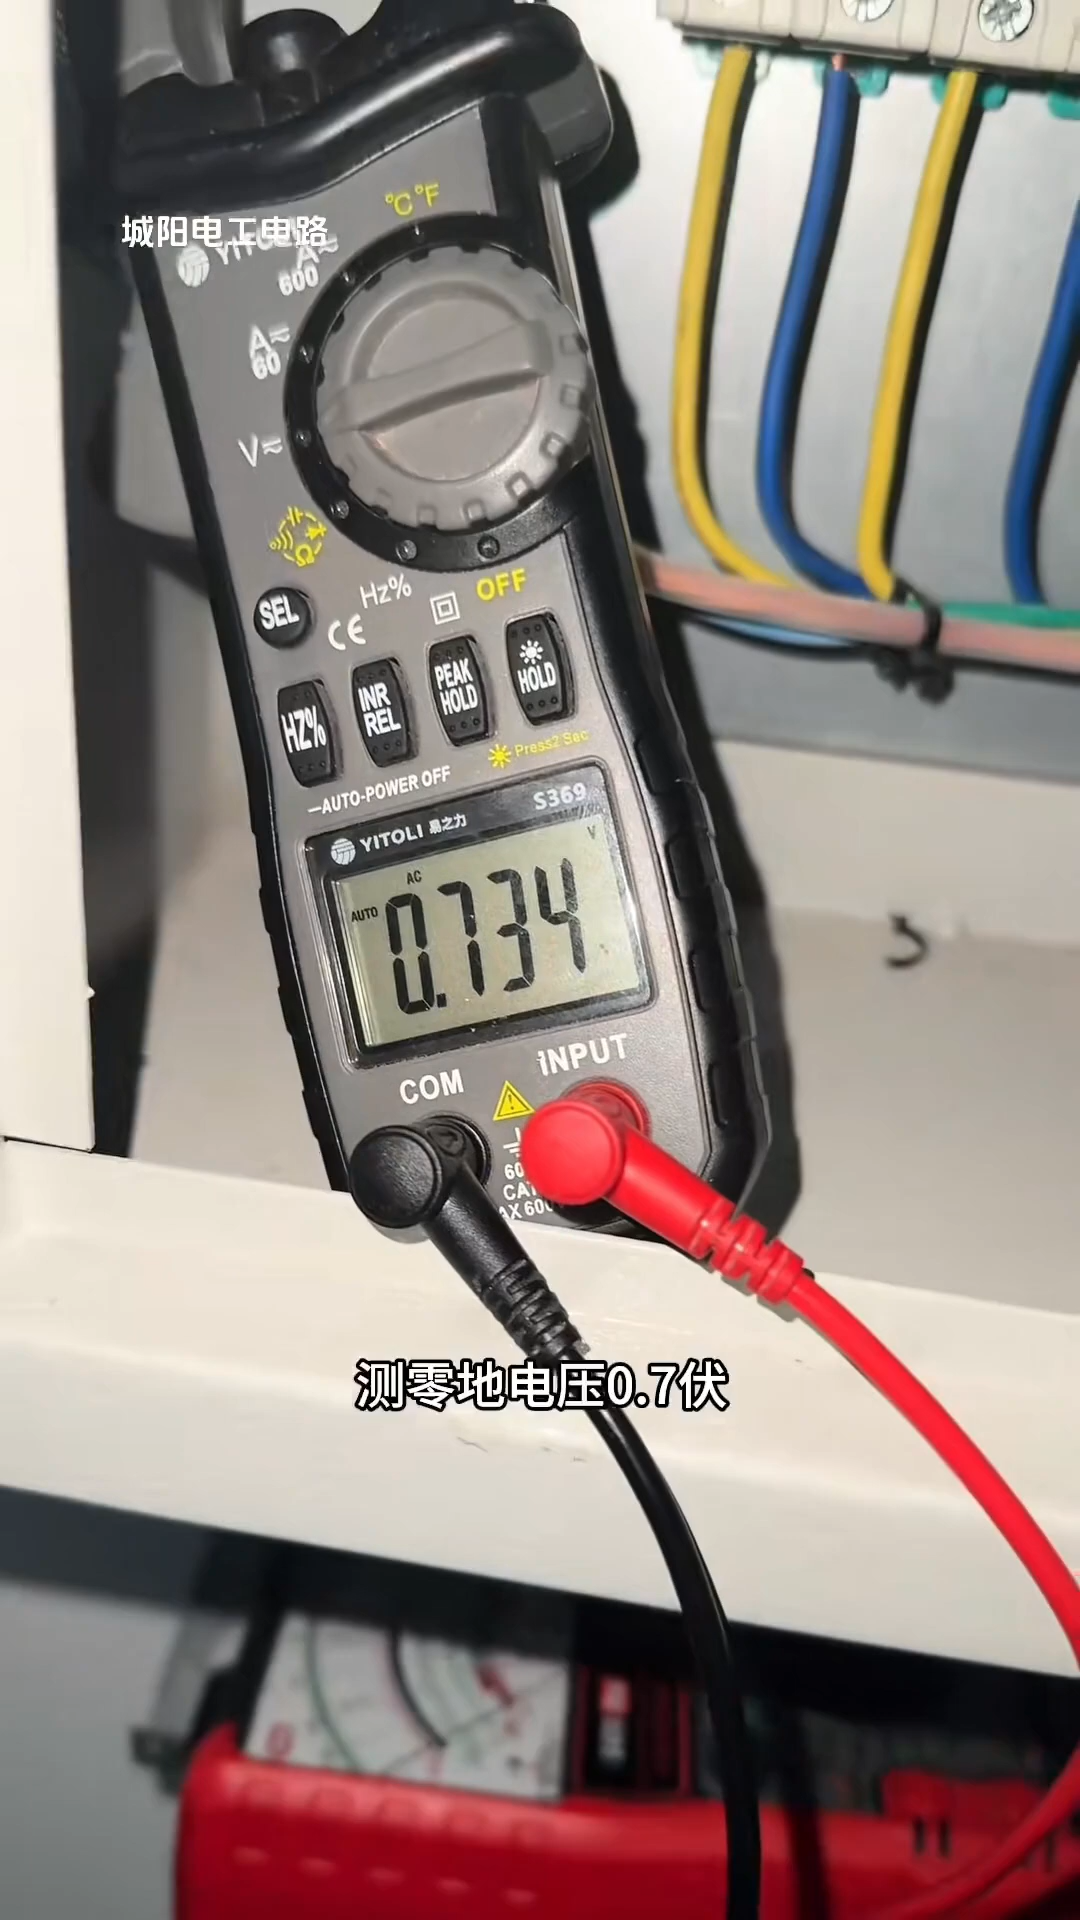 °C°F
城阳电工电路
A≂
600
A≂
60
V≂
Hz%
OFF
SEL
CE
HZ%
INR
REL
PEAK
HOLD
HOLD
Press2 Sec
AUTO-POWER OFF
YITOLI 易之力
S369
AC
V
AUTO
0.734
COM
INPUT
测零地电压0.7伏
0